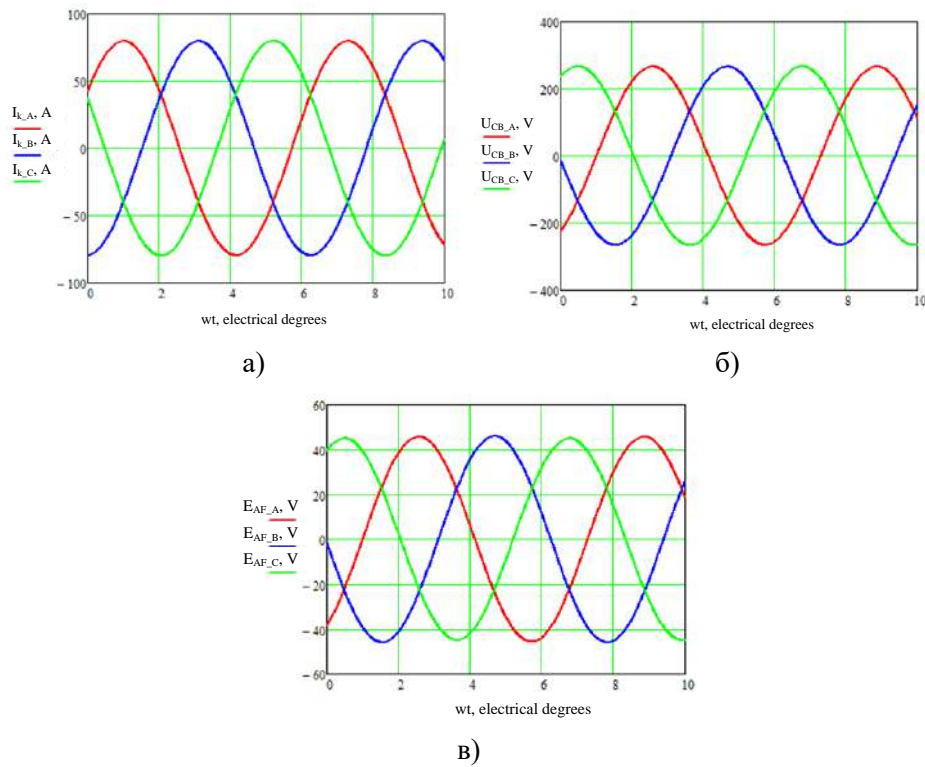 100
50
I_k_A, A
I_k_B, A
0
I_k_C, A
−50
−100
0 2 4 6 8 10
wt, electrical degrees
а)
400
200
U_CB_A, V
U_CB_B, V
0
U_CB_C, V
−200
−400
0 2 4 6 8 10
wt, electrical degrees
б)
60
40
20
E_AF_A, V
E_AF_B, V
0
E_AF_C, V
−20
−40
−60
0 2 4 6 8 10
wt, electrical degrees
в)